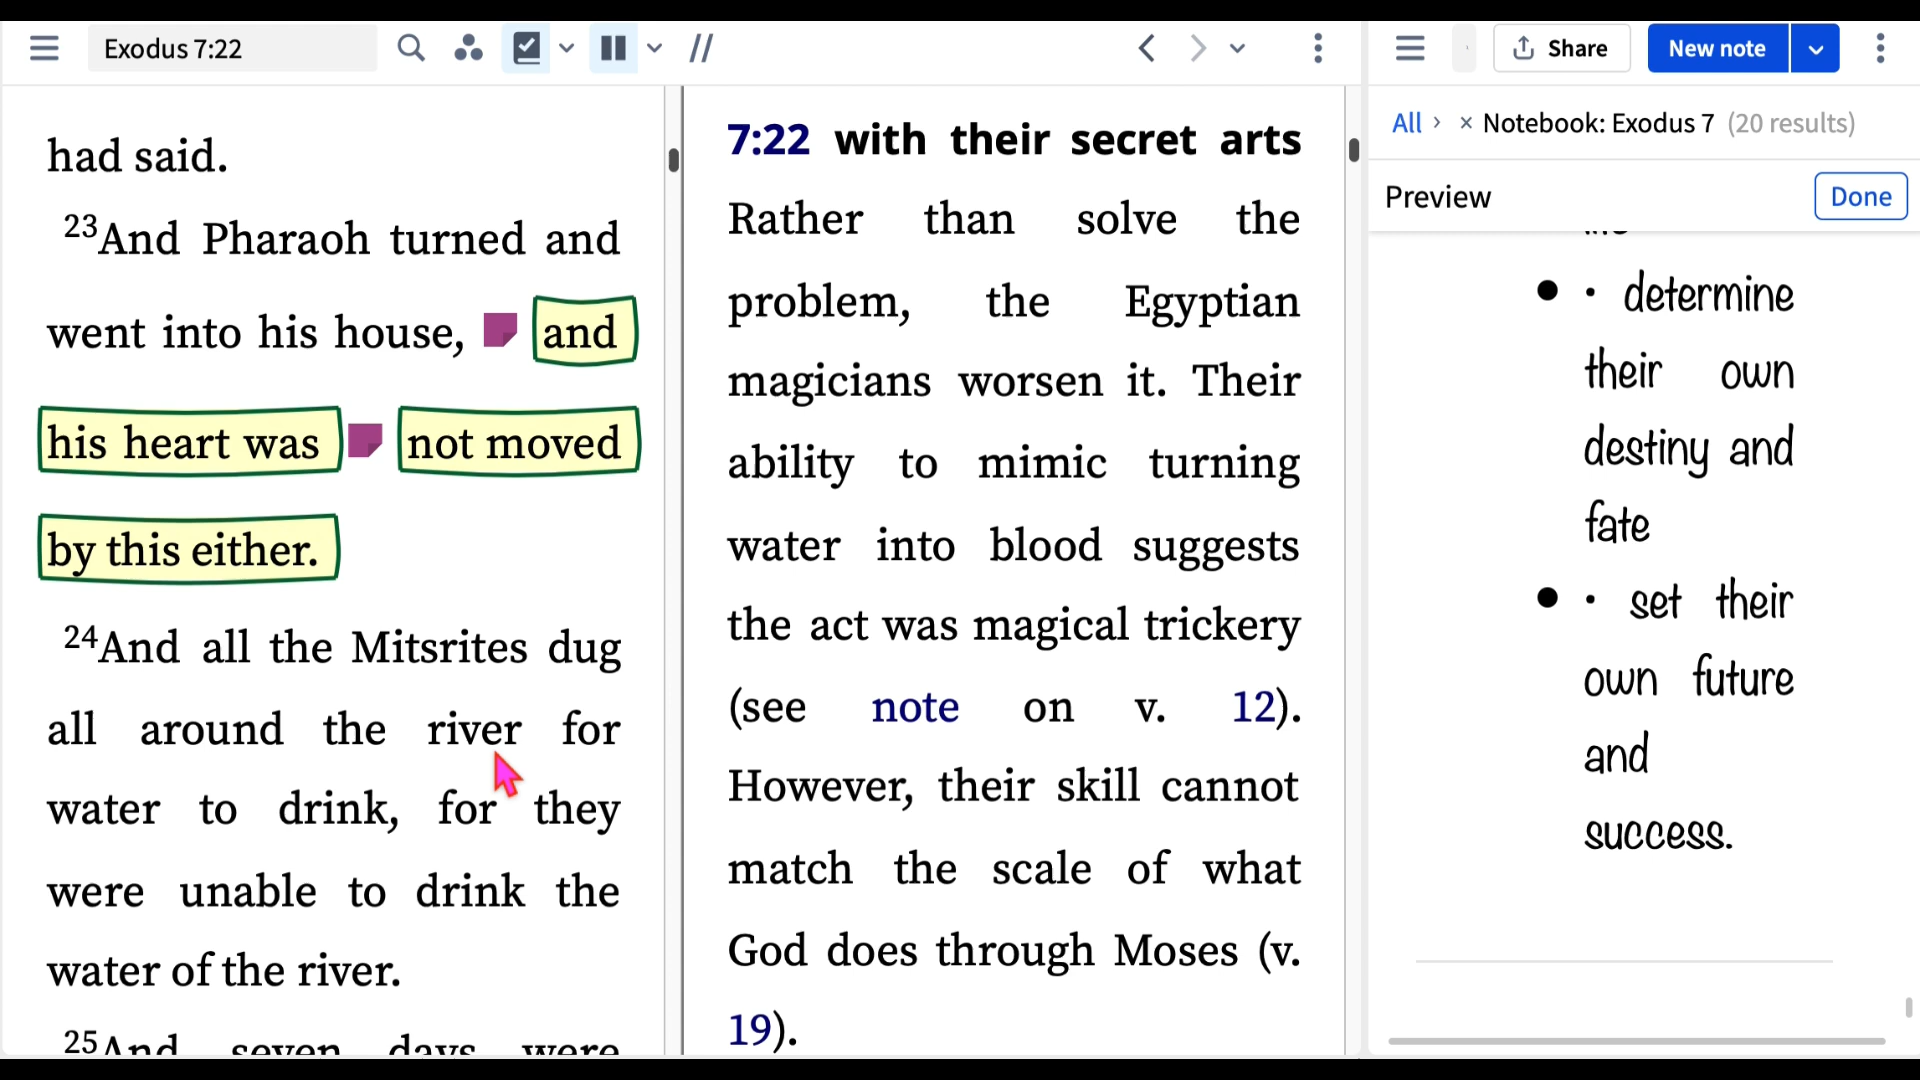 Exodus 7:22
had said.
23And Pharaoh turned and
went into his house, and
his heart was not moved
by this either.
24And all the Mitsrites dug
all around the river for
water to drink, for they
were unable to drink the
water of the river.
25And seven days were
7:22 with their secret arts
Rather than solve the
problem, the Egyptian
magicians worsen it. Their
ability to mimic turning
water into blood suggests
the act was magical trickery
(see note on v. 12).
However, their skill cannot
match the scale of what
God does through Moses (v.
19).
Share
New note
All › × Notebook: Exodus 7 (20 results)
Preview
Done
● · determine
their own
destiny and
fate
● · set their
own future
and
success.